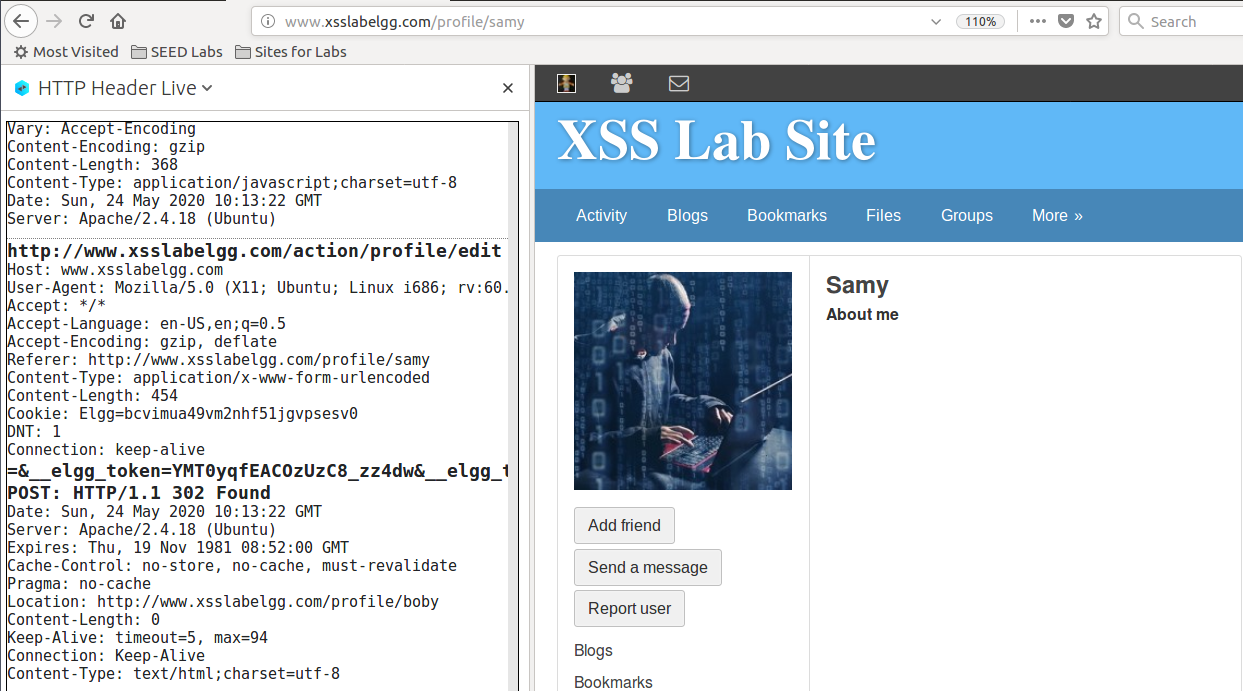 www.xsslabelgg.com/profile/samy
110%
Search
Most Visited
SEED Labs
Sites for Labs
HTTP Header Live
Vary: Accept-Encoding
Content-Encoding: gzip
Content-Length: 368
Content-Type: application/javascript;charset=utf-8
Date: Sun, 24 May 2020 10:13:22 GMT
Server: Apache/2.4.18 (Ubuntu)
http://www.xsslabelgg.com/action/profile/edit
Host: www.xsslabelgg.com
User-Agent: Mozilla/5.0 (X11; Ubuntu; Linux i686; rv:60.
Accept: */*
Accept-Language: en-US,en;q=0.5
Accept-Encoding: gzip, deflate
Referer: http://www.xsslabelgg.com/profile/samy
Content-Type: application/x-www-form-urlencoded
Content-Length: 454
Cookie: Elgg=bcvimua49vm2nhf51jgvpsesv0
DNT: 1
Connection: keep-alive
=&__elgg_token=YMT0yqfEACOzUzC8_zz4dw&__elgg_t
POST: HTTP/1.1 302 Found
Date: Sun, 24 May 2020 10:13:22 GMT
Server: Apache/2.4.18 (Ubuntu)
Expires: Thu, 19 Nov 1981 08:52:00 GMT
Cache-Control: no-store, no-cache, must-revalidate
Pragma: no-cache
Location: http://www.xsslabelgg.com/profile/boby
Content-Length: 0
Keep-Alive: timeout=5, max=94
Connection: Keep-Alive
Content-Type: text/html;charset=utf-8
XSS Lab Site
Activity
Blogs
Bookmarks
Files
Groups
More »
Samy
About me
Add friend
Send a message
Report user
Blogs
Bookmarks